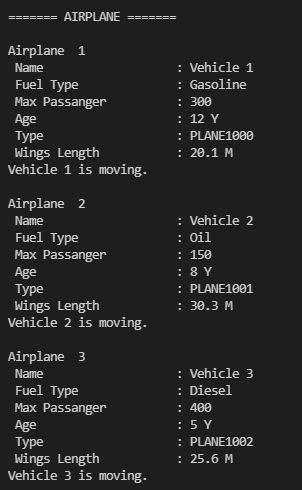 ======= AIRPLANE =======
Airplane  1
 Name                : Vehicle 1
 Fuel Type           : Gasoline
 Max Passanger       : 300
 Age                 : 12 Y
 Type                : PLANE1000
 Wings Length        : 20.1 M
Vehicle 1 is moving.
Airplane  2
 Name                : Vehicle 2
 Fuel Type           : Oil
 Max Passanger       : 150
 Age                 : 8 Y
 Type                : PLANE1001
 Wings Length        : 30.3 M
Vehicle 2 is moving.
Airplane  3
 Name                : Vehicle 3
 Fuel Type           : Diesel
 Max Passanger       : 400
 Age                 : 5 Y
 Type                : PLANE1002
 Wings Length        : 25.6 M
Vehicle 3 is moving.